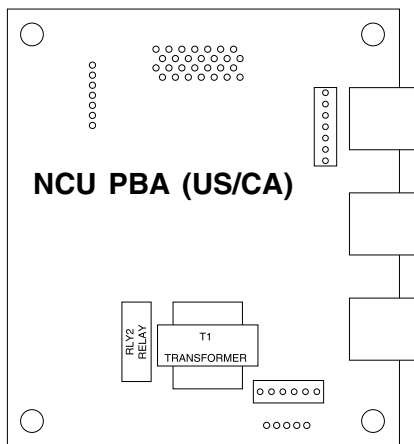 NCU PBA (US/CA)
RLY2
RELAY
T1
TRANSFORMER